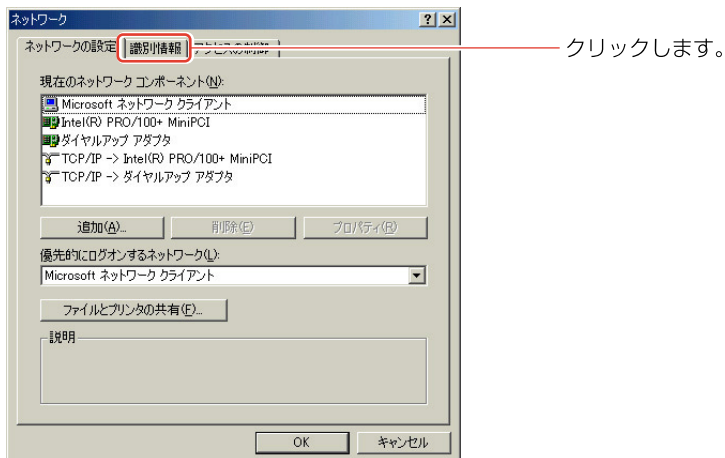 ネットワーク
ネットワークの設定 識別情報 アクセスの制御
クリックします。
現在のネットワーク コンポーネント(N):
Microsoft ネットワーク クライアント
Intel(R) PRO/100+ MiniPCI
ダイヤルアップ アダプタ
TCP/IP -> Intel(R) PRO/100+ MiniPCI
TCP/IP -> ダイヤルアップ アダプタ
追加(A)... 削除(E) プロパティ(R)
優先的にログオンするネットワーク(L):
Microsoft ネットワーク クライアント
ファイルとプリンタの共有(F)...
説明
OK キャンセル